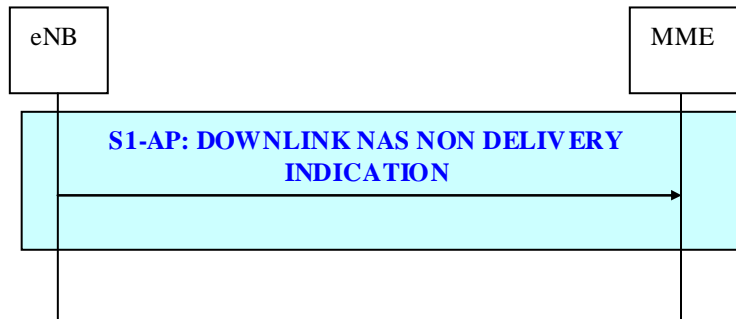 eNB
MME
S1-AP: DOWNLINK NAS NON DELIVERY
INDICATION